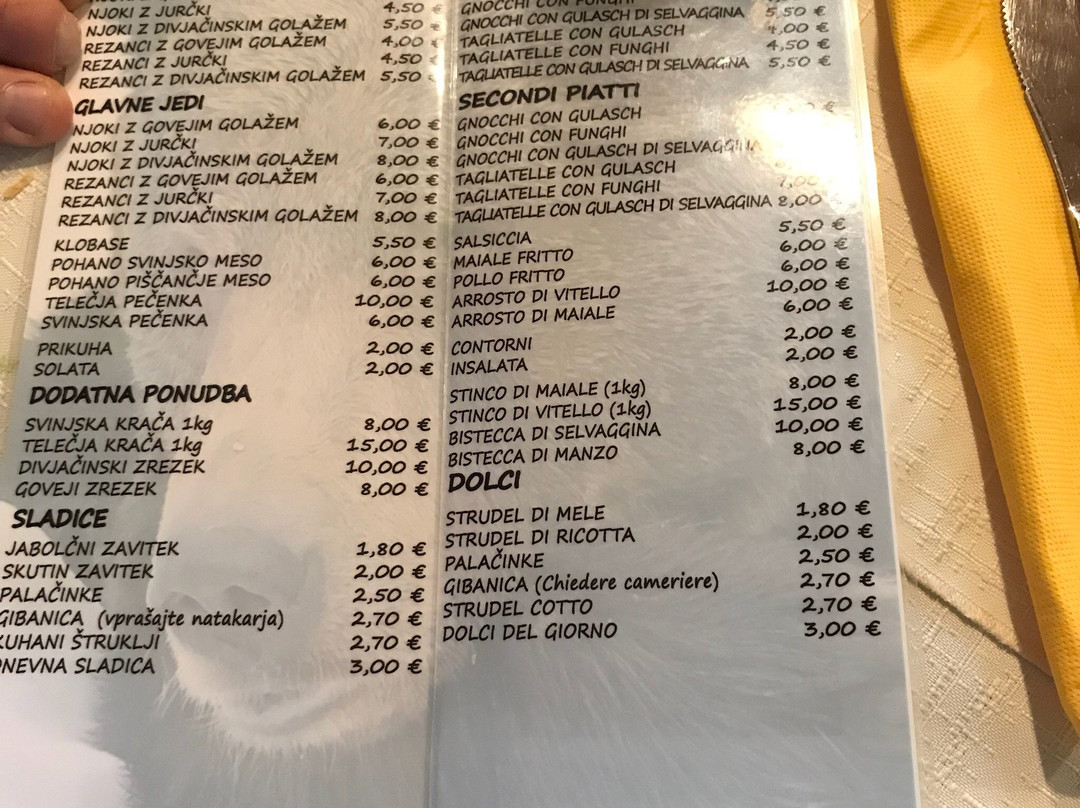 NJOKI Z JURČKI 4,50 €
NJOKI Z DIVJAČINSKIM GOLAŽEM 5,50
REZANCI Z GOVEJIM GOLAŽEM 4,00 €
REZANCI Z JURČKI 4,50
REZANCI Z DIVJAČINSKIM GOLAŽEM 5,50
GLAVNE JEDI
NJOKI Z GOVEJIM GOLAŽEM 6,00 €
NJOKI Z JURČKI 7,00 €
NJOKI Z DIVJAČINSKIM GOLAŽEM 8,00 €
REZANCI Z GOVEJIM GOLAŽEM 6,00 €
REZANCI Z JURČKI 7,00 €
REZANCI Z DIVJAČINSKIM GOLAŽEM 8,00 €
KLOBASE 5,50 €
POHANO SVINJSKO MESO 6,00 €
POHANO PIŠČANČJE MESO 6,00 €
TELEČJA PEČENKA 10,00 €
SVINJSKA PEČENKA 6,00 €
PRIKUHA 2,00 €
SOLATA 2,00 €
DODATNA PONUDBA
SVINJSKA KRAČA 1kg 8,00 €
TELEČJA KRAČA 1kg 15,00 €
DIVJAČINSKI ZREZEK 10,00 €
GOVEJI ZREZEK 8,00 €
SLADICE
JABOLČNI ZAVITEK 1,80 €
SKUTIN ZAVITEK 2,00 €
PALAČINKE 2,50 €
GIBANICA (vprašajte natakarja) 2,70 €
KUHANI ŠTRUKLJI 2,70 €
DNEVNA SLADICA 3,00 €
GNOCCHI CON FUNGHI
GNOCCHI CON GULASCH DI SELVAGGINA 5,50 €
TAGLIATELLE CON GULASCH 4,00 €
TAGLIATELLE CON FUNGHI 4,50 €
TAGLIATELLE CON GULASCH DI SELVAGGINA 5,50 €
SECONDI PIATTI
GNOCCHI CON GULASCH €
GNOCCHI CON FUNGHI
GNOCCHI CON GULASCH DI SELVAGGINA
TAGLIATELLE CON GULASCH
TAGLIATELLE CON FUNGHI 7,00
TAGLIATELLE CON GULASCH DI SELVAGGINA 8,00
SALSICCIA 5,50 €
MAIALE FRITTO 6,00 €
POLLO FRITTO 6,00 €
ARROSTO DI VITELLO 10,00 €
ARROSTO DI MAIALE 6,00 €
CONTORNI 2,00 €
INSALATA 2,00 €
STINCO DI MAIALE (1kg) 8,00 €
STINCO DI VITELLO (1kg) 15,00 €
BISTECCA DI SELVAGGINA 10,00 €
BISTECCA DI MANZO 8,00 €
DOLCI
STRUDEL DI MELE 1,80 €
STRUDEL DI RICOTTA 2,00 €
PALAČINKE 2,50 €
GIBANICA (Chiedere cameriere) 2,70 €
STRUDEL COTTO 2,70 €
DOLCI DEL GIORNO 3,00 €